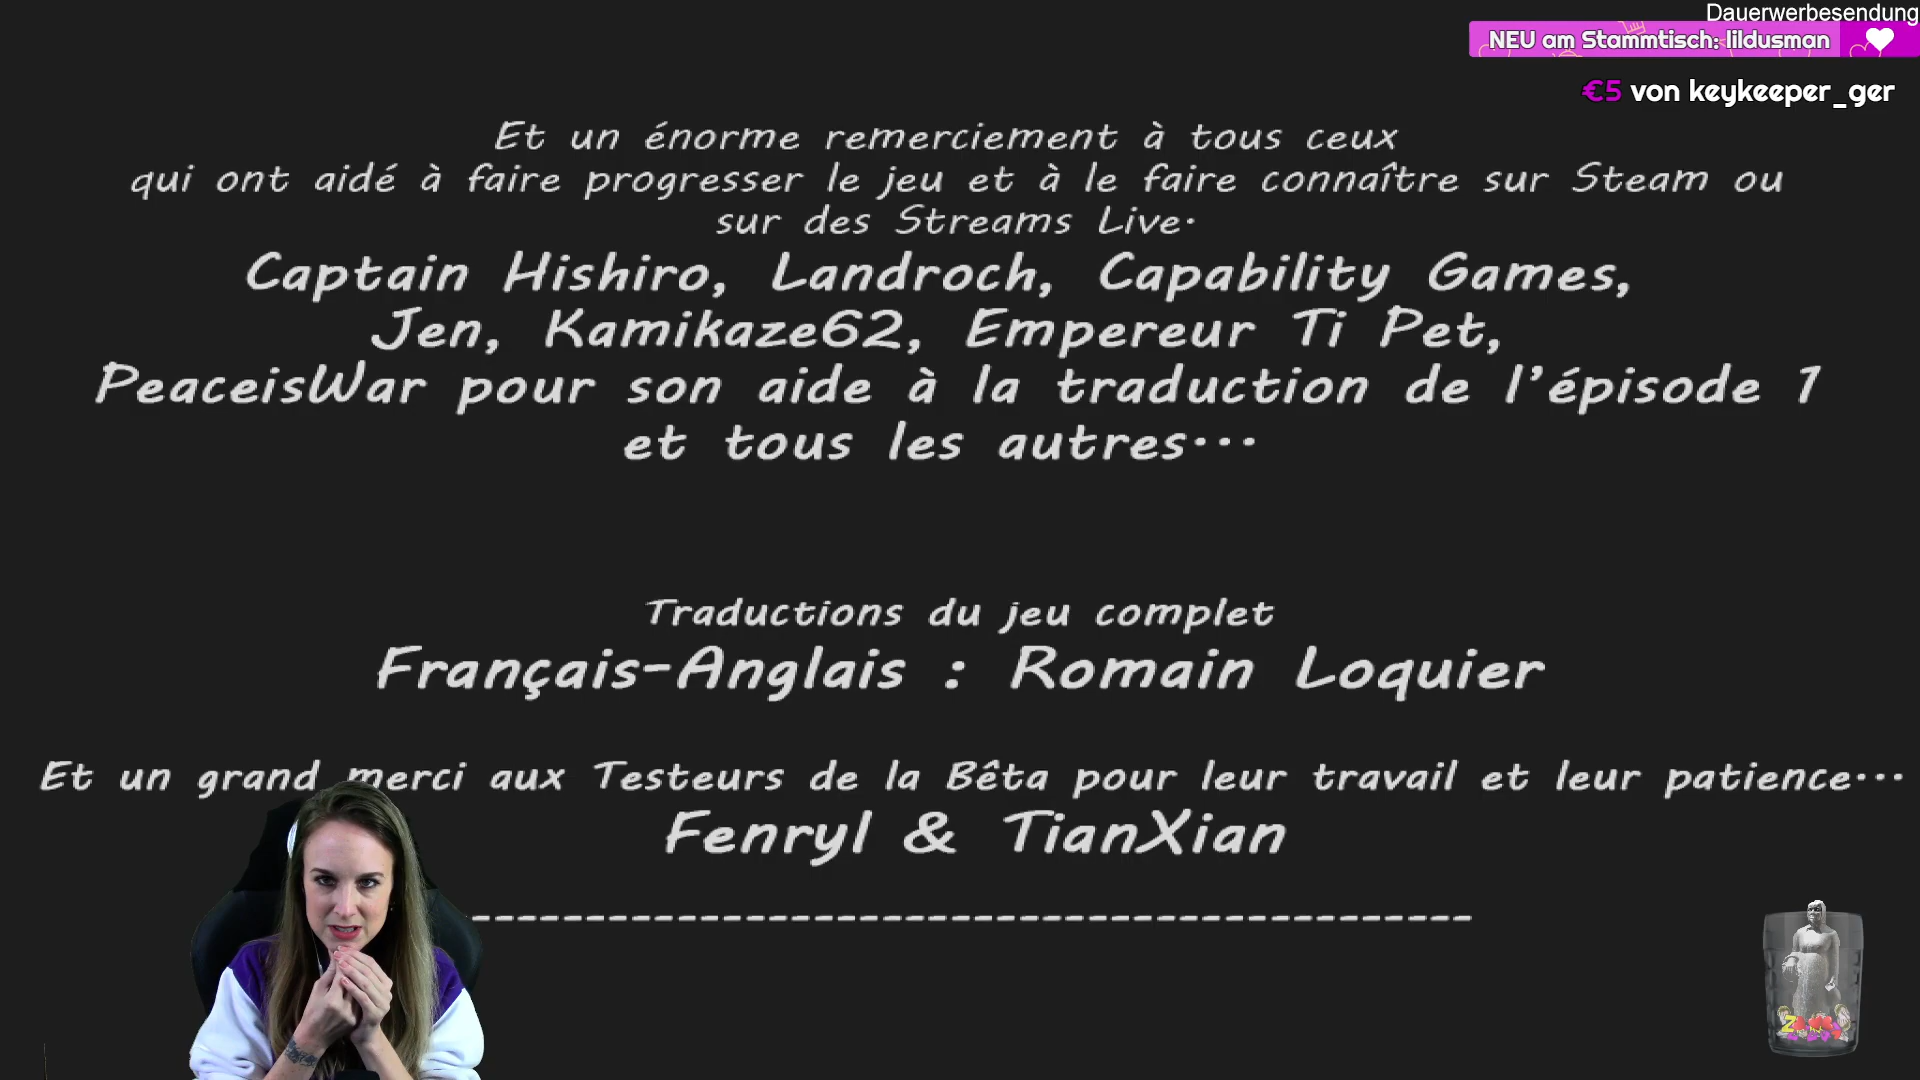 Dauerwerbesendung
NEU am Stammtisch: lildusman
€5 von keykeeper_ger
Et un énorme remerciement à tous ceux
qui ont aidé à faire progresser le jeu et à le faire connaître sur Steam ou
sur des Streams Live.
Captain Hishiro, Landroch, Capability Games,
Jen, Kamikaze62, Empereur Ti Pet,
PeaceisWar pour son aide à la traduction de l'épisode 1
et tous les autres...
Traductions du jeu complet
Français-Anglais : Romain Loquier
Et un grand merci aux Testeurs de la Bêta pour leur travail et leur patience...
Fenryl & TianXian